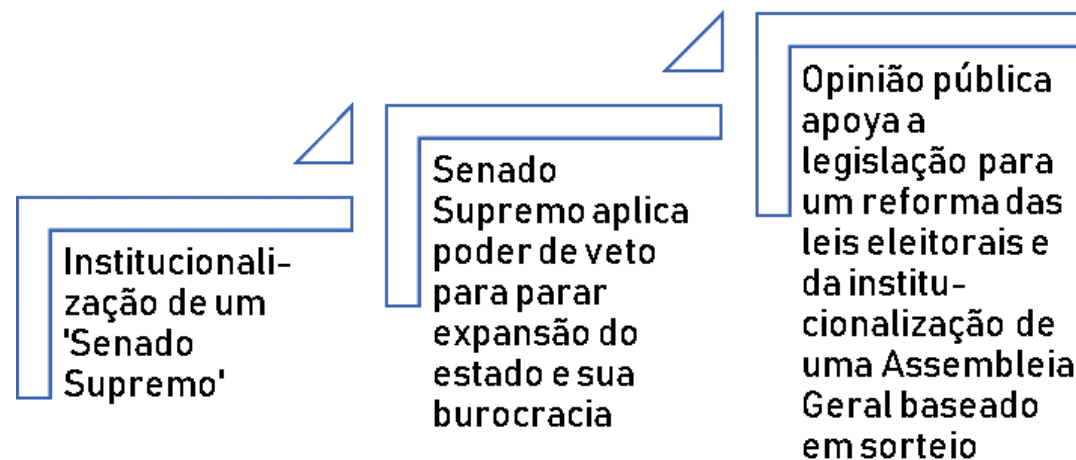 Institucionali-
zação de um
'Senado
Supremo'
Senado
Supremo aplica
poder de veto
para parar
expansão do
estado e sua
burocracia
Opinião pública
apoya a
legislação para
um reforma das
leis eleitorais e
da institu-
cionalização de
uma Assembleia
Geral baseado
em sorteio